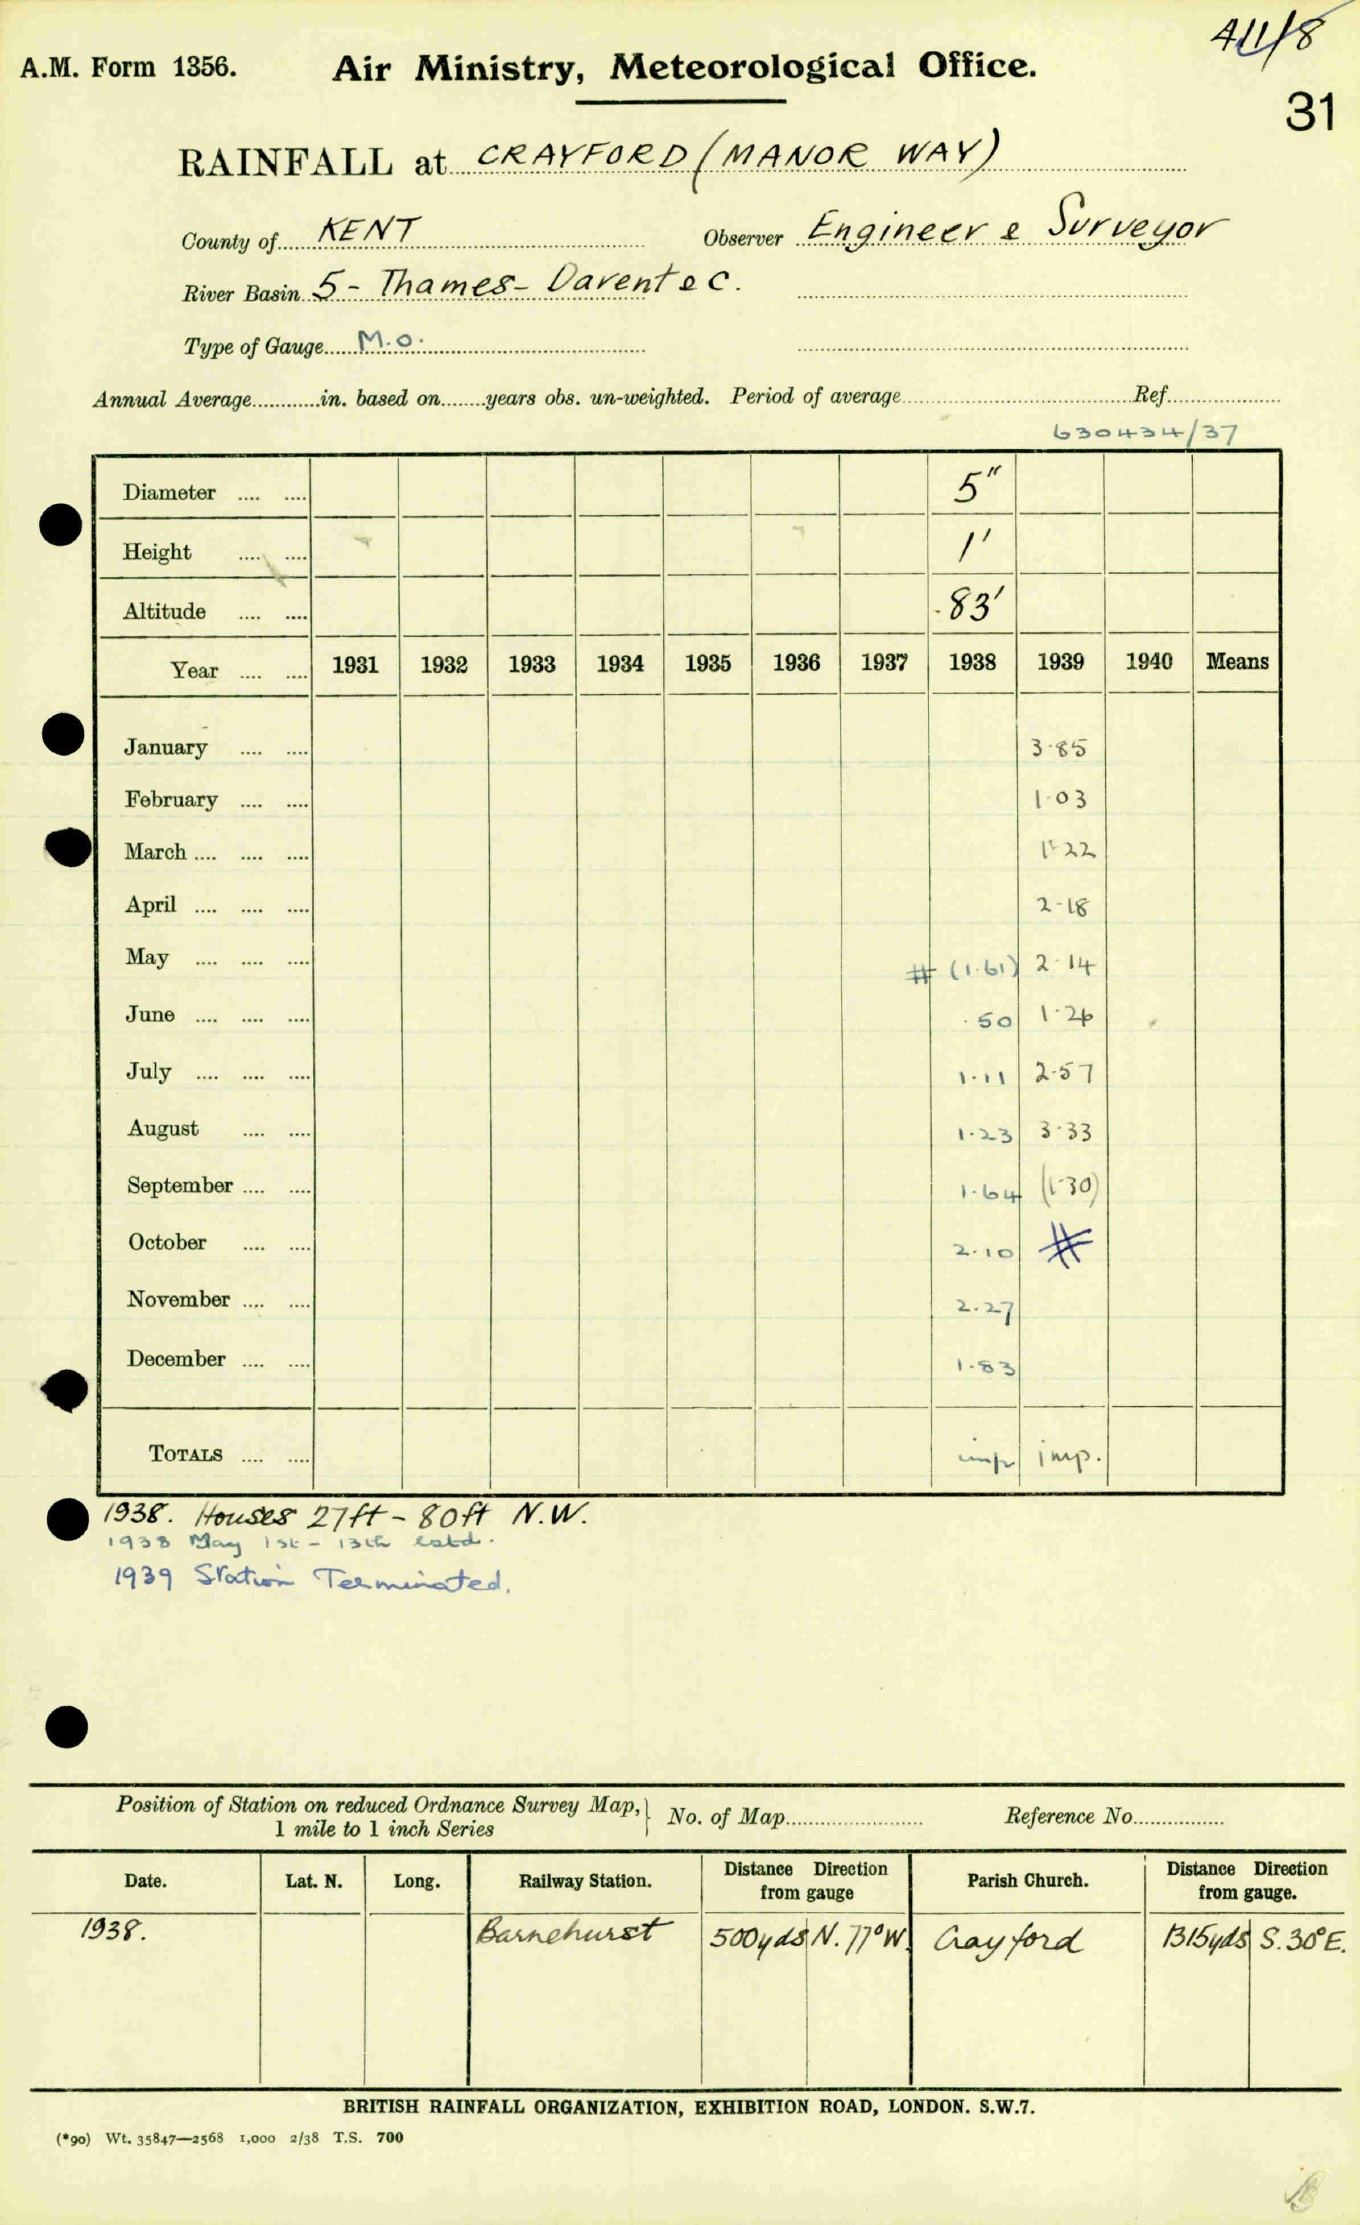 411/8
A.M. Form 1356. Air Ministry, Meteorological Office.
31
RAINFALL at CRAYFORD (MANOR WAY)
County of KENT Observer Engineer & Surveyor
River Basin 5 - Thames - Darent & C.
Type of Gauge M.O.
Annual Average............in. based on........years obs. un-weighted. Period of average........................Ref....................
630434/37
Diameter .... .... 5"
Height .... .... 1'
Altitude .... .... 83'
Year .... .... 1931 1932 1933 1934 1935 1936 1937 1938 1939 1940 Means
January .... .... 3.85
February .... .... 1.03
March .... .... .... 1.22
April .... .... .... 2.18
May .... .... .... # (1.61) 2.14
June .... .... .... .50 1.26
July .... .... .... 1.11 2.57
August .... .... 1.23 3.33
September .... .... 1.64 (1.30)
October .... .... 2.10 #
November .... .... 2.27
December .... .... 1.83
TOTALS .... .... imp imp.
1938. Houses 27ft - 80ft N.W.
1938 May 1st - 13th estd.
1939 Station Terminated.
Position of Station on reduced Ordnance Survey Map, } No. of Map........................ Reference No................
1 mile to 1 inch Series
Date. Lat. N. Long. Railway Station. Distance Direction from gauge Parish Church. Distance Direction from gauge.
1938. Barnehurst 500yds N. 77°W. Crayford 1315yds S. 30°E.
BRITISH RAINFALL ORGANIZATION, EXHIBITION ROAD, LONDON. S.W.7.
(*90) Wt. 35847—2568 1,000 2/38 T.S. 700